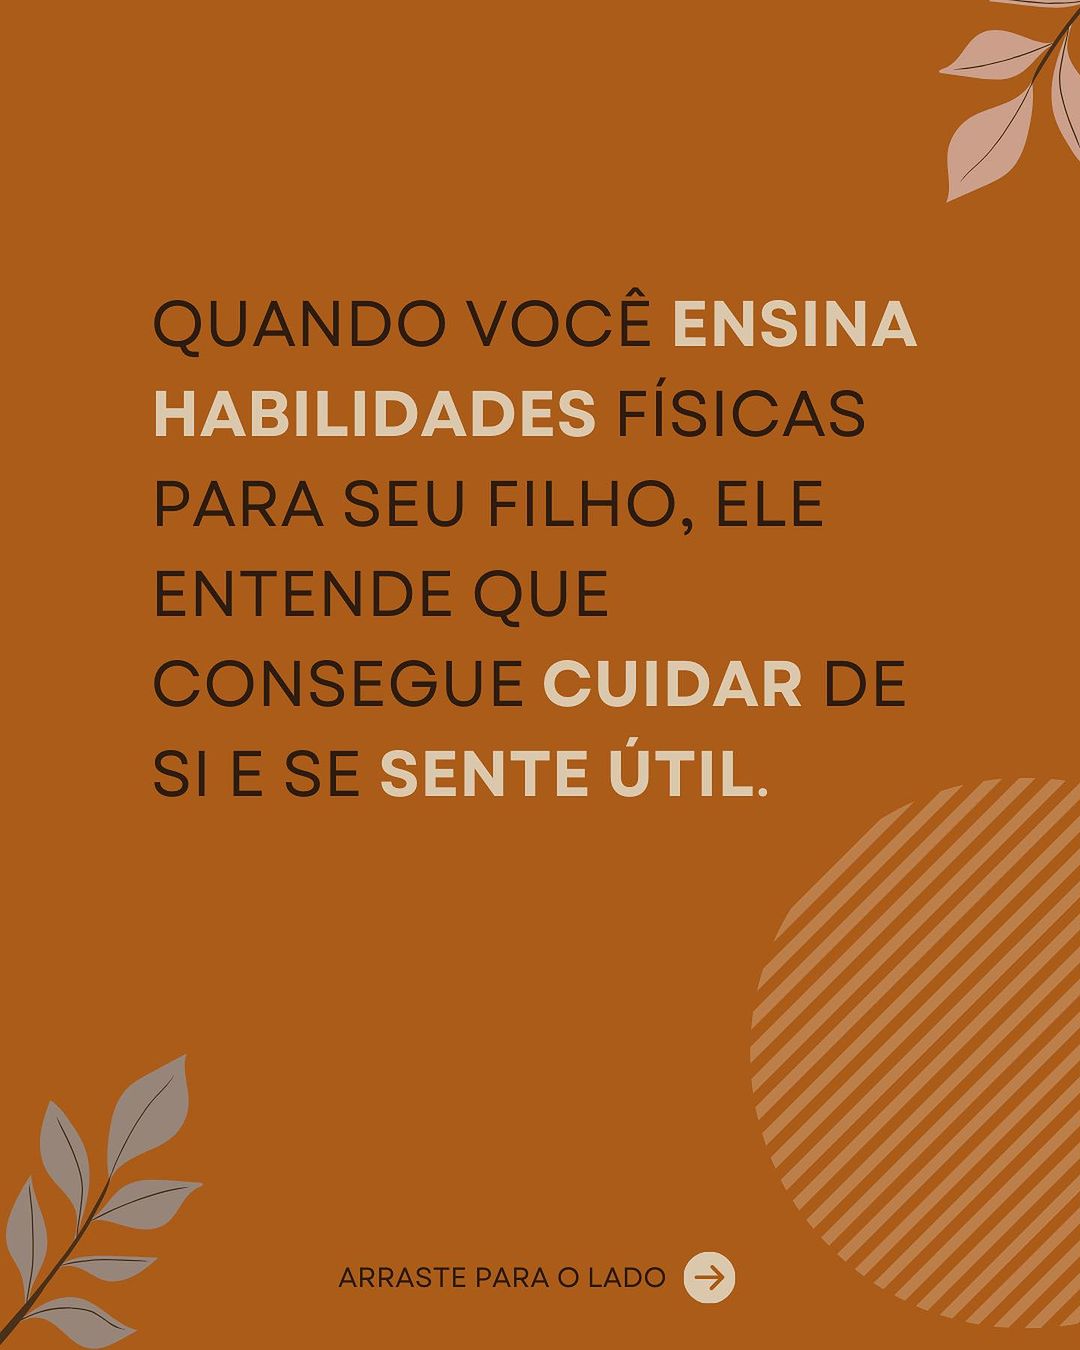 QUANDO VOCÊ ENSINA
HABILIDADES FÍSICAS
PARA SEU FILHO, ELE
ENTENDE QUE
CONSEGUE CUIDAR DE
SI E SE SENTE ÚTIL.
ARRASTE PARA O LADO